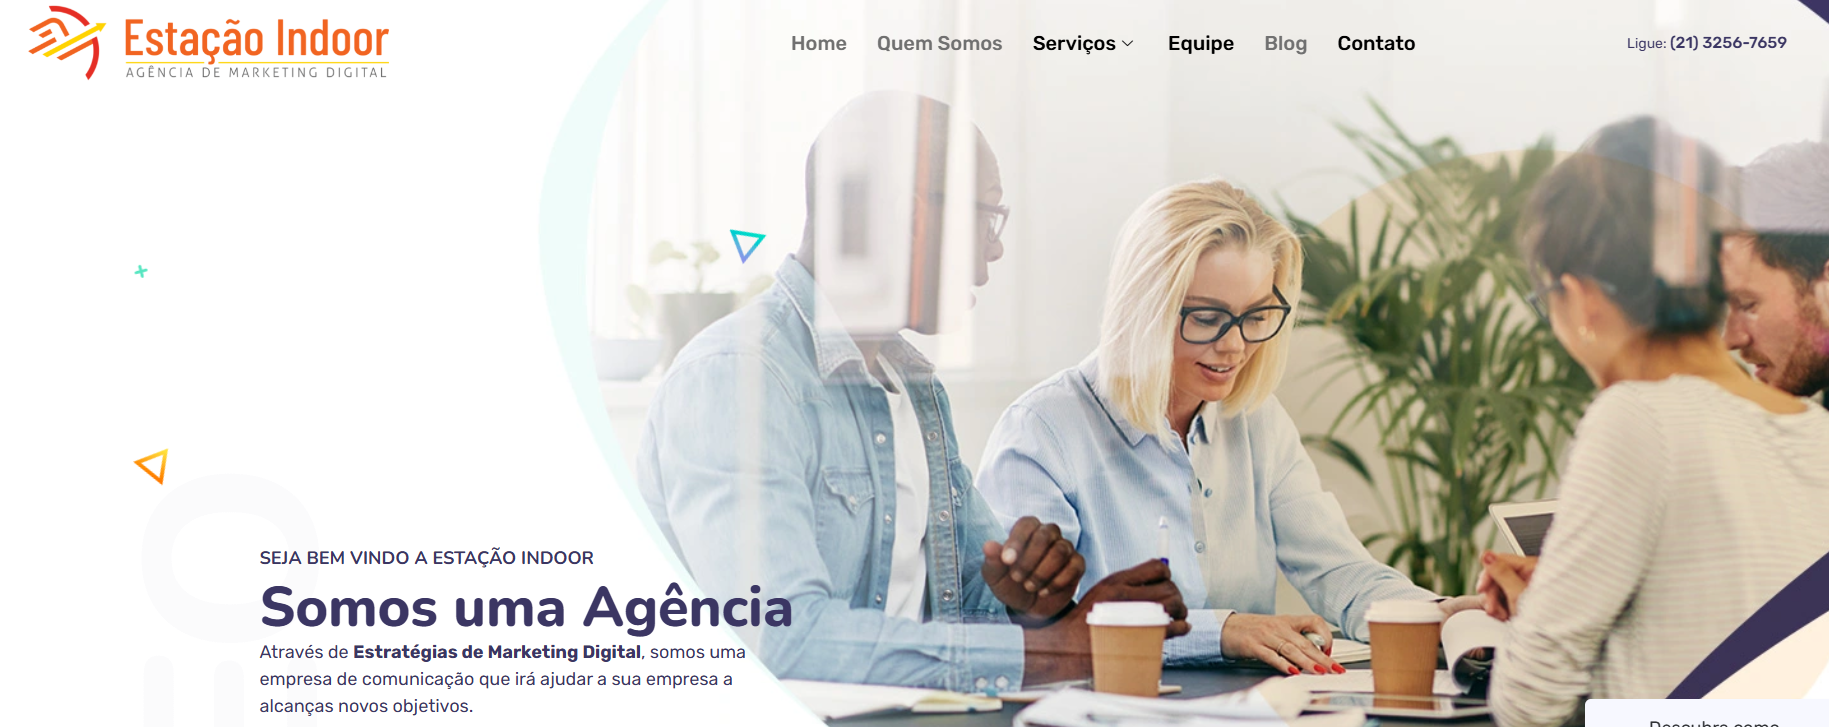 Estação Indoor
AGÊNCIA DE MARKETING DIGITAL
Home Quem Somos Serviços Equipe Blog Contato
Ligue: (21) 3256-7659
SEJA BEM VINDO A ESTAÇÃO INDOOR
Somos uma Agência
Através de Estratégias de Marketing Digital, somos uma
empresa de comunicação que irá ajudar a sua empresa a
alcanças novos objetivos.
Descubra como